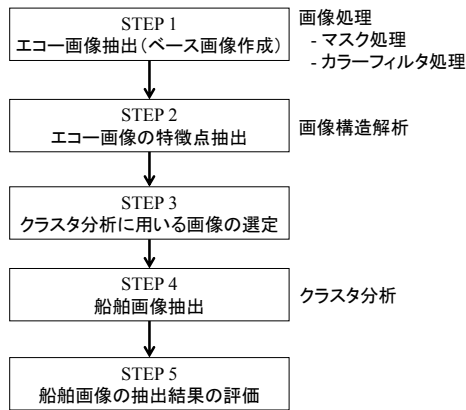 STEP 1
エコー画像抽出(ベース画像作成)
画像処理
- マスク処理
- カラーフィルタ処理
STEP 2
エコー画像の特徴点抽出
画像構造解析
STEP 3
クラスタ分析に用いる画像の選定
STEP 4
船舶画像抽出
クラスタ分析
STEP 5
船舶画像の抽出結果の評価